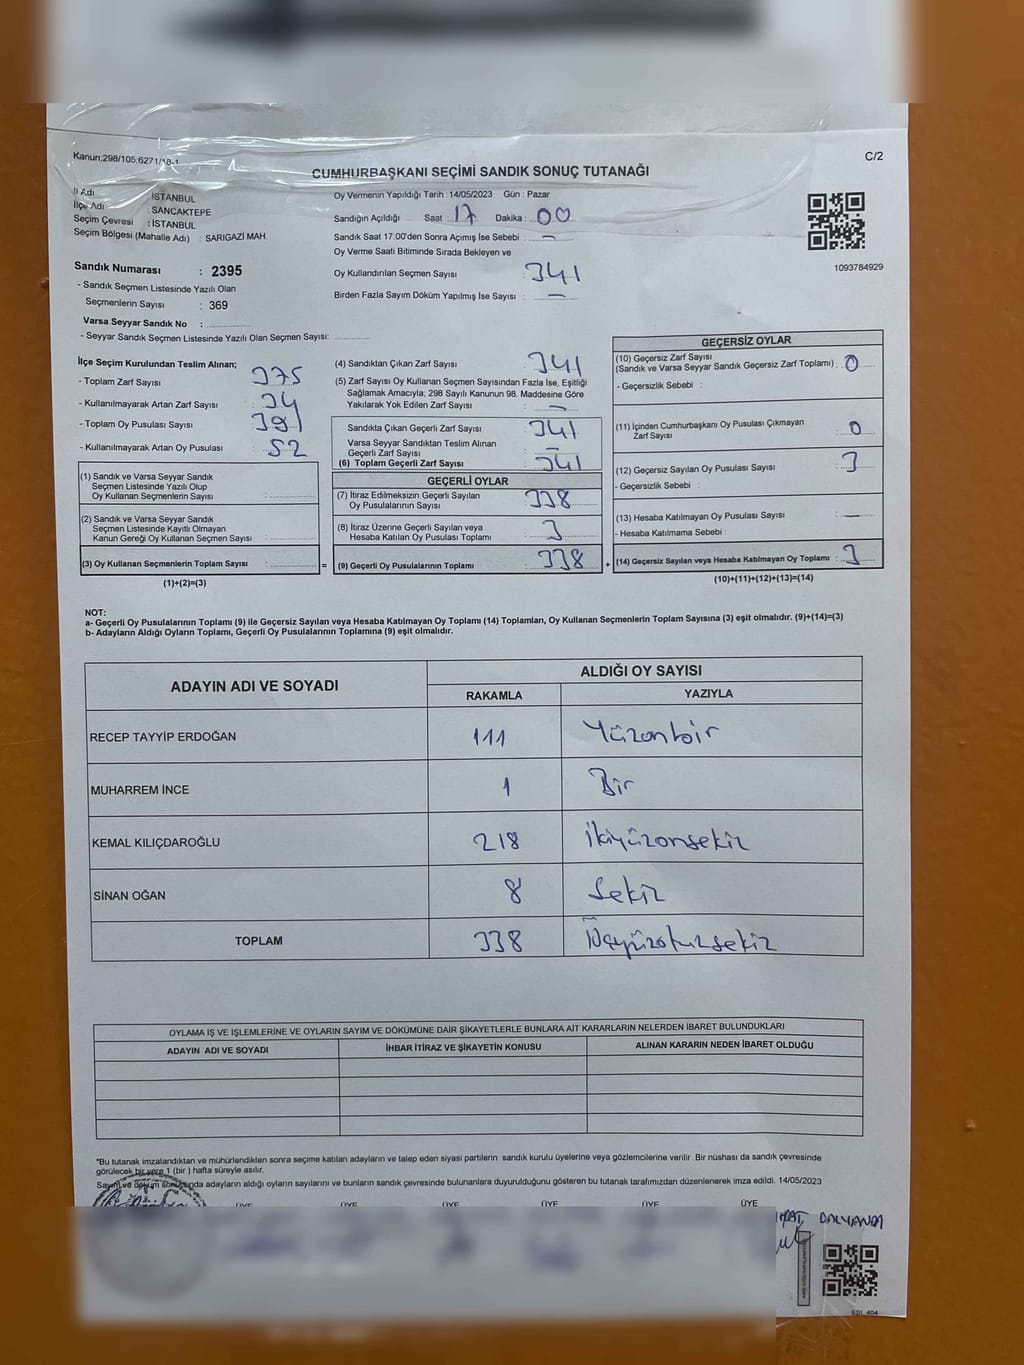 Kanun;298/105;6271/18-1
C/2
CUMHURBAŞKANI SEÇİMİ SANDIK SONUÇ TUTANAĞI
İl Adı : İSTANBUL
İlçe Adı : SANCAKTEPE
Seçim Çevresi : İSTANBUL
Seçim Bölgesi (Mahalle Adı) : SARIGAZİ MAH.
Sandık Numarası : 2395
- Sandık Seçmen Listesinde Yazılı Olan
Seçmenlerin Sayısı : 369
Varsa Seyyar Sandık No :
- Seyyar Sandık Seçmen Listesinde Yazılı Olan Seçmen Sayısı:
Oy Vermenin Yapıldığı Tarih :14/05/2023 Gün : Pazar
Sandığın Açıldığı Saat : 17 Dakika : 00
Sandık Saat 17.00'den Sonra Açımış İse Sebebi : -
Oy Verme Saati Bitiminde Sırada Bekleyen ve
Oy Kullandırılan Seçmen Sayısı : 341
Birden Fazla Sayım Döküm Yapılmış İse Sayısı : -
1093784929
İlçe Seçim Kurulundan Teslim Alınan;
- Toplam Zarf Sayısı 375
- Kullanılmayarak Artan Zarf Sayısı 34
- Toplam Oy Pusulası Sayısı 391
- Kullanılmayarak Artan Oy Pusulası : 52
(1) Sandık ve Varsa Seyyar Sandık
Seçmen Listesinde Yazılı Olup
Oy Kullanan Seçmenlerin Sayısı :
(2) Sandık ve Varsa Seyyar Sandık
Seçmen Listesinde Kayıtlı Olmayan
Kanun Gereği Oy Kullanan Seçmen Sayısı :
(3) Oy Kullanan Seçmenlerin Toplam Sayısı :
(1)+(2)=(3)
=
(4) Sandıktan Çıkan Zarf Sayısı : 341
(5) Zarf Sayısı Oy Kullanan Seçmen Sayısından Fazla İse, Eşitliği
Sağlamak Amacıyla; 298 Sayılı Kanunun 98. Maddesine Göre
Yakılarak Yok Edilen Zarf Sayısı : -
Sandıkta Çıkan Geçerli Zarf Sayısı : 341
Varsa Seyyar Sandıktan Teslim Alınan
Geçerli Zarf Sayısı : -
(6) Toplam Geçerli Zarf Sayısı : 341
GEÇERLİ OYLAR
(7) İtiraz Edilmeksizin Geçerli Sayılan
Oy Pusulalarının Sayısı : 338
(8) İtiraz Üzerine Geçerli Sayılan veya
Hesaba Katılan Oy Pusulası Toplamı : 3
(9) Geçerli Oy Pusulalarının Toplamı : 338
+
GEÇERSİZ OYLAR
(10) Geçersiz Zarf Sayısı
(Sandık ve Varsa Seyyar Sandık Geçersiz Zarf Toplamı) : 0
- Geçersizlik Sebebi :
(11) İçinden Cumhurbaşkanı Oy Pusulası Çıkmayan
Zarf Sayısı : 0
(12) Geçersiz Sayılan Oy Pusulası Sayısı : 3
- Geçersizlik Sebebi :
(13) Hesaba Katılmayan Oy Pusulası Sayısı : -
- Hesaba Katılmama Sebebi :
(14) Geçersiz Sayılan veya Hesaba Katılmayan Oy Toplamı : 3
(10)+(11)+(12)+(13)=(14)
NOT:
a- Geçerli Oy Pusulalarının Toplamı (9) ile Geçersiz Sayılan veya Hesaba Katılmayan Oy Toplamı (14) Toplamları, Oy Kullanan Seçmenlerin Toplam Sayısına (3) eşit olmalıdır. (9)+(14)=(3)
b- Adayların Aldığı Oyların Toplamı, Geçerli Oy Pusulalarının Toplamına (9) eşit olmalıdır.
ADAYIN ADI VE SOYADI ALDIĞI OY SAYISI
RAKAMLA YAZIYLA
RECEP TAYYİP ERDOĞAN 111 Yüzonbir
MUHARREM İNCE 1 Bir
KEMAL KILIÇDAROĞLU 218 İkiyüzonsekiz
SİNAN OĞAN 8 Sekiz
TOPLAM 338 Üçyüzotuzsekiz
OYLAMA İŞ VE İŞLEMLERİNE VE OYLARIN SAYIM VE DÖKÜMÜNE DAİR ŞİKAYETLERLE BUNLARA AİT KARARLARIN NELERDEN İBARET BULUNDUKLARI
ADAYIN ADI VE SOYADI İHBAR İTİRAZ VE ŞİKAYETİN KONUSU ALINAN KARARIN NEDEN İBARET OLDUĞU
*Bu tutanak imzalandıktan ve mühürlendikten sonra seçime katılan adayların ve talep eden siyasi partilerin sandık kurulu üyelerine veya gözlemcilerine verilir .Bir nüshası da sandık çevresinde
görülecek bir yere 1 (bir ) hafta süreyle asılır.
Sayım ve döküm sonucunda adayların aldığı oyların sayılarını ve bunların sandık çevresinde bulunanlara duyurulduğunu gösteren bu tutanak tarafımızdan düzenlenerek imza edildi. 14/05/2023
ÜYE ÜYE ÜYE ÜYE ÜYE
DALYANDA